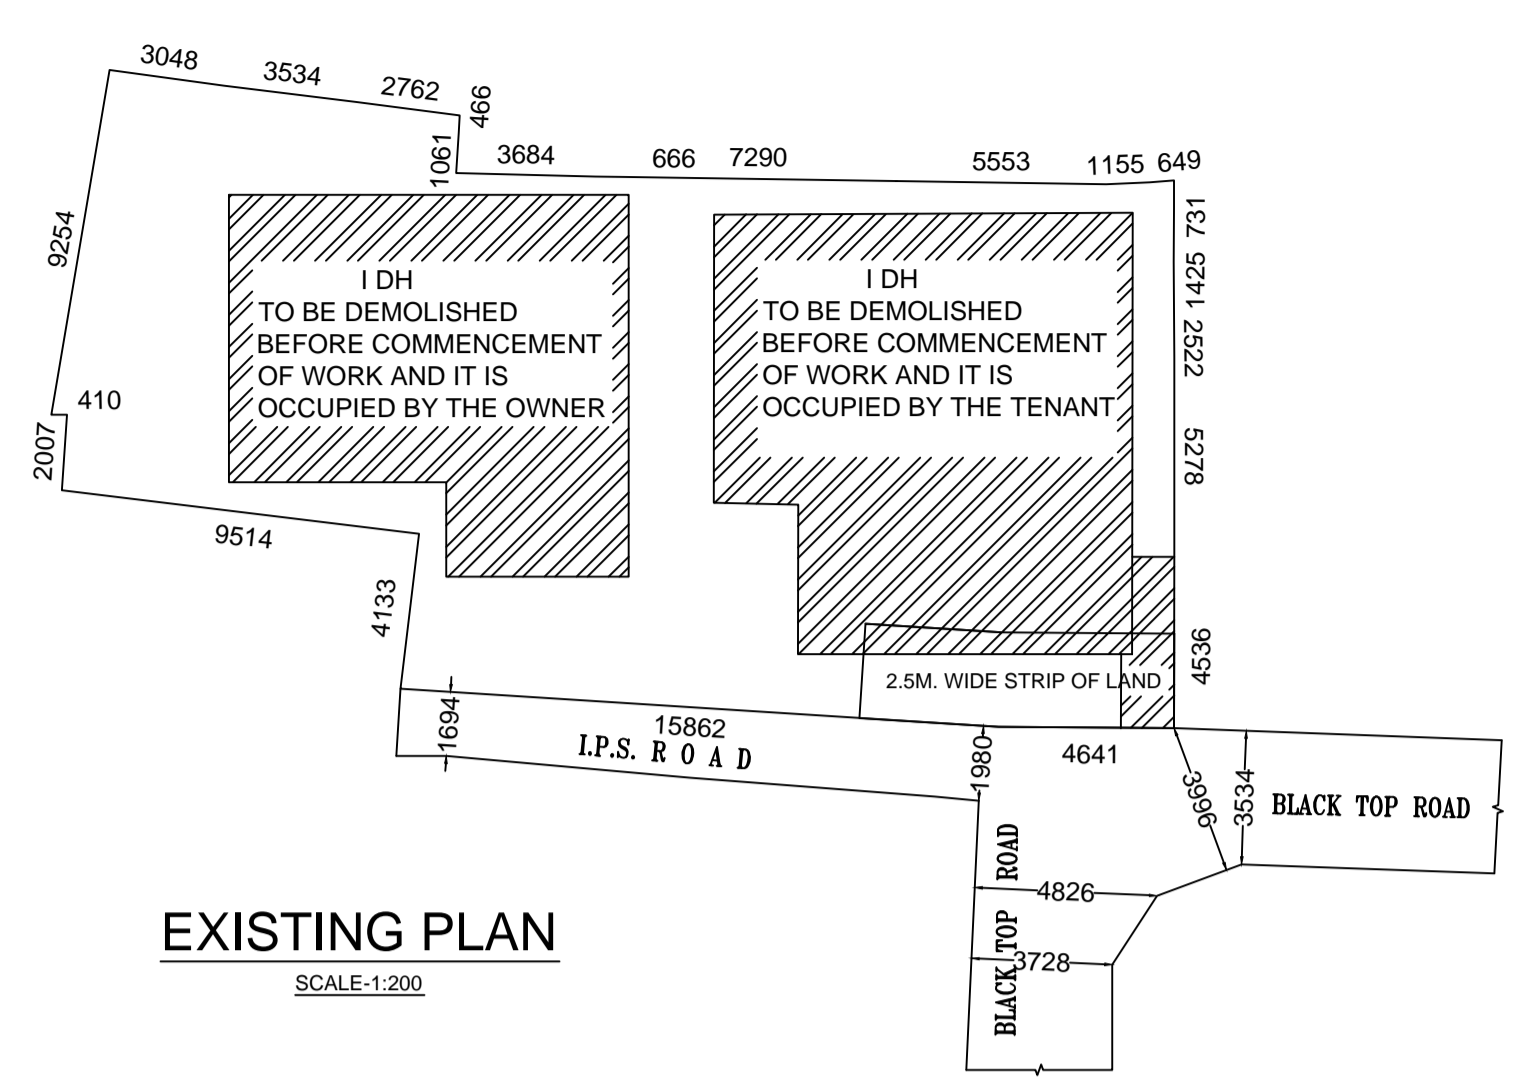 3048
3534
2762
466
1061
3684
666
7290
5553
1155
649
731
1425
2252
5278
4536
9254
410
2007
9514
4133
I DH
TO BE DEMOLISHED
BEFORE COMMENCEMENT
OF WORK AND IT IS
OCCUPIED BY THE OWNER
I DH
TO BE DEMOLISHED
BEFORE COMMENCEMENT
OF WORK AND IT IS
OCCUPIED BY THE TENANT
2.5M. WIDE STRIP OF LAND
1694
15862
I.P.S. ROAD
1980
4641
3996
3534
BLACK TOP ROAD
4826
3728
BLACK TOP ROAD
EXISTING PLAN
SCALE-1:200